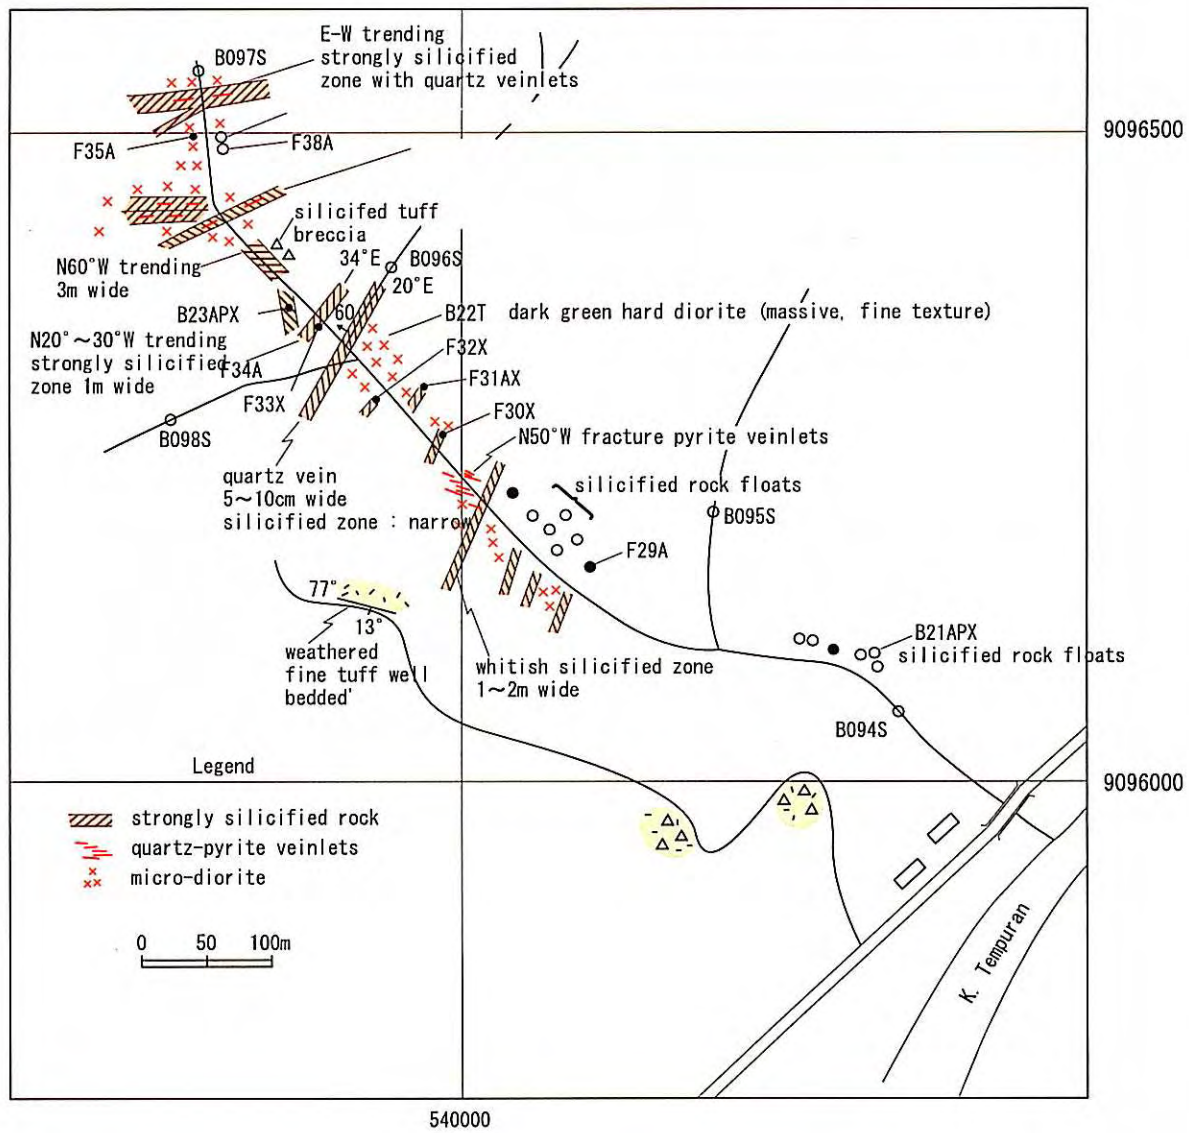 E-W trending
strongly silicified
zone with quartz veinlets
B097S
9096500
F35A
F38A
silicifed tuff
breccia
34°E
B096S
20°E
N60°W trending
3m wide
B23APX
60
B22T dark green hard diorite (massive, fine texture)
N20°～30°W trending
strongly silicified
zone 1m wide
F34A
F32X
F31AX
F33X
F30X
B098S
N50°W fracture pyrite veinlets
quartz vein
5～10cm wide
silicified zone : narrow
silicified rock floats
B095S
F29A
77°
13°
weathered
fine tuff well
bedded'
whitish silicified zone
1～2m wide
B21APX
silicified rock floats
B094S
Legend
9096000
strongly silicified rock
quartz-pyrite veinlets
micro-diorite
0 50 100m
K. Tempuran
540000